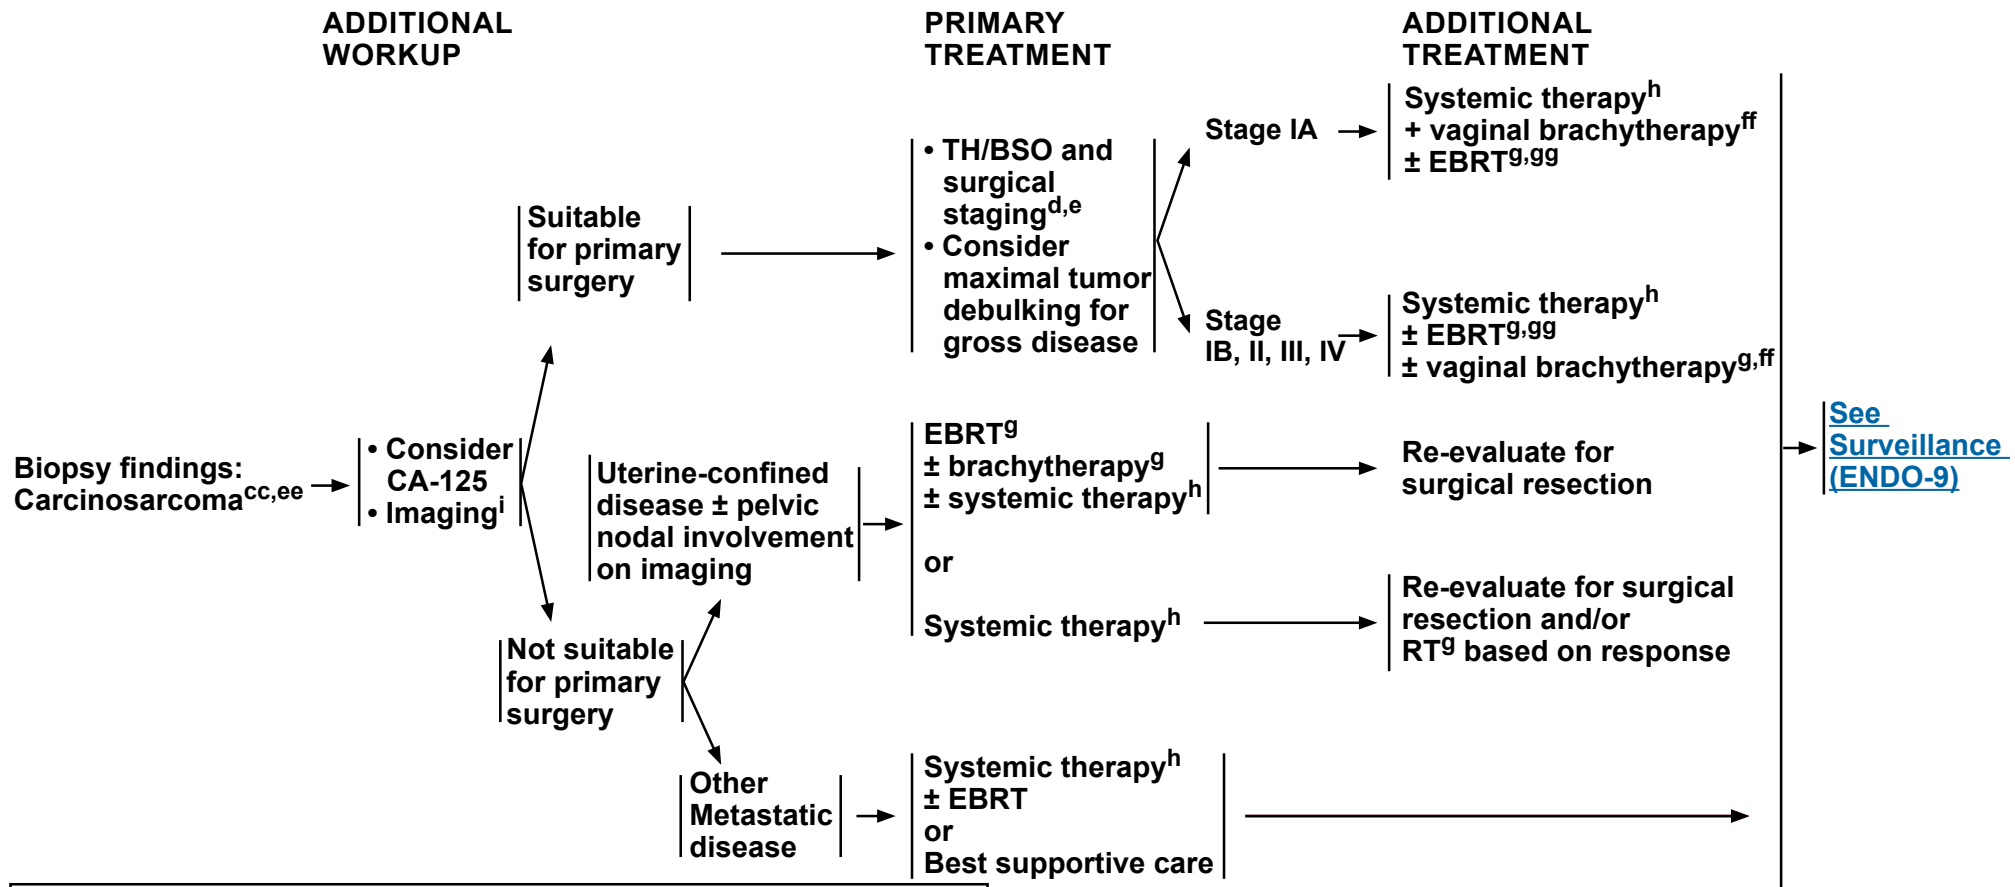 ADDITIONAL
WORKUP
PRIMARY
TREATMENT
ADDITIONAL
TREATMENT
Biopsy findings:
Carcinosarcomacc,ee
• Consider
CA-125
• Imagingi
Suitable
for primary
surgery
• TH/BSO and
surgical
stagingd,e
• Consider
maximal tumor
debulking for
gross disease
Stage IA
Systemic therapyh
+ vaginal brachytherapyff
± EBRTg,gg
Stage
IB, II, III, IV
Systemic therapyh
± EBRTg,gg
± vaginal brachytherapyg,ff
Not suitable
for primary
surgery
Uterine-confined
disease ± pelvic
nodal involvement
on imaging
EBRTg
± brachytherapyg
± systemic therapyh
or
Systemic therapyh
Re-evaluate for
surgical resection
Re-evaluate for surgical
resection and/or
RTg based on response
Other
Metastatic
disease
Systemic therapyh
± EBRT
or
Best supportive care
See
Surveillance
(ENDO-9)